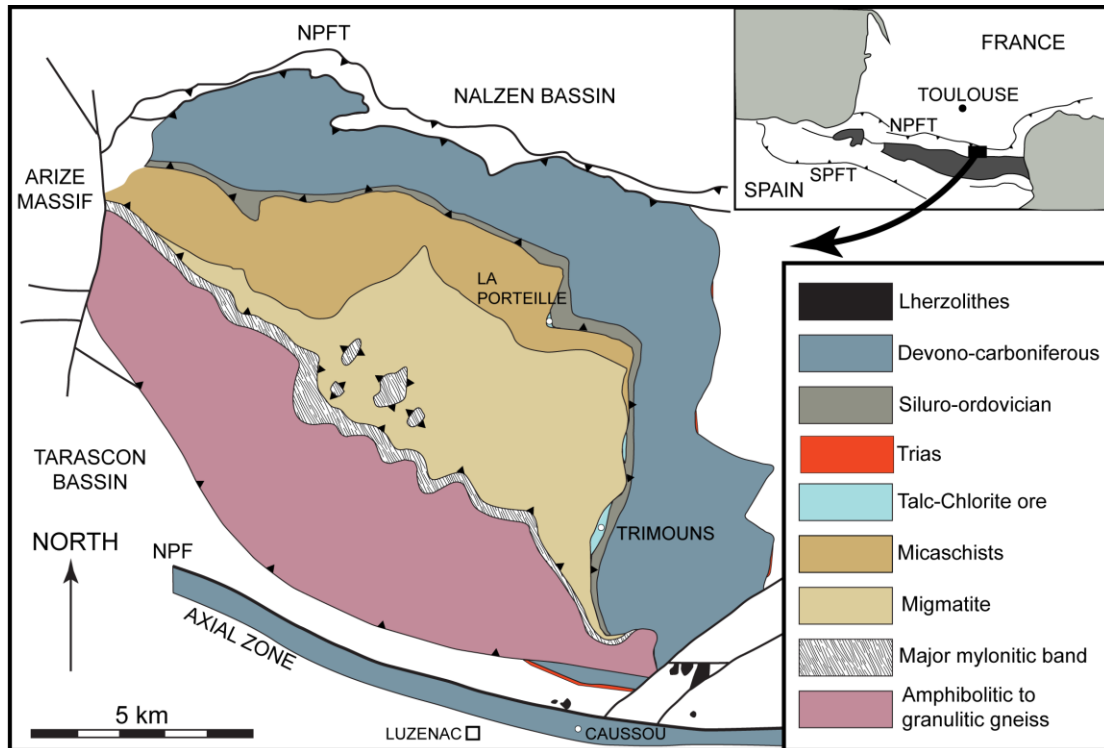 NPFT
NALZEN BASSIN
ARIZE
MASSIF
LA
PORTEILLE
TARASCON
BASSIN
TRIMOUNS
NORTH
NPF
AXIAL ZONE
5 km
LUZENAC
CAUSSOU
FRANCE
TOULOUSE
NPFT
SPFT
SPAIN
Lherzolithes
Devono-carboniferous
Siluro-ordovician
Trias
Talc-Chlorite ore
Micaschists
Migmatite
Major mylonitic band
Amphibolitic to
granulitic gneiss